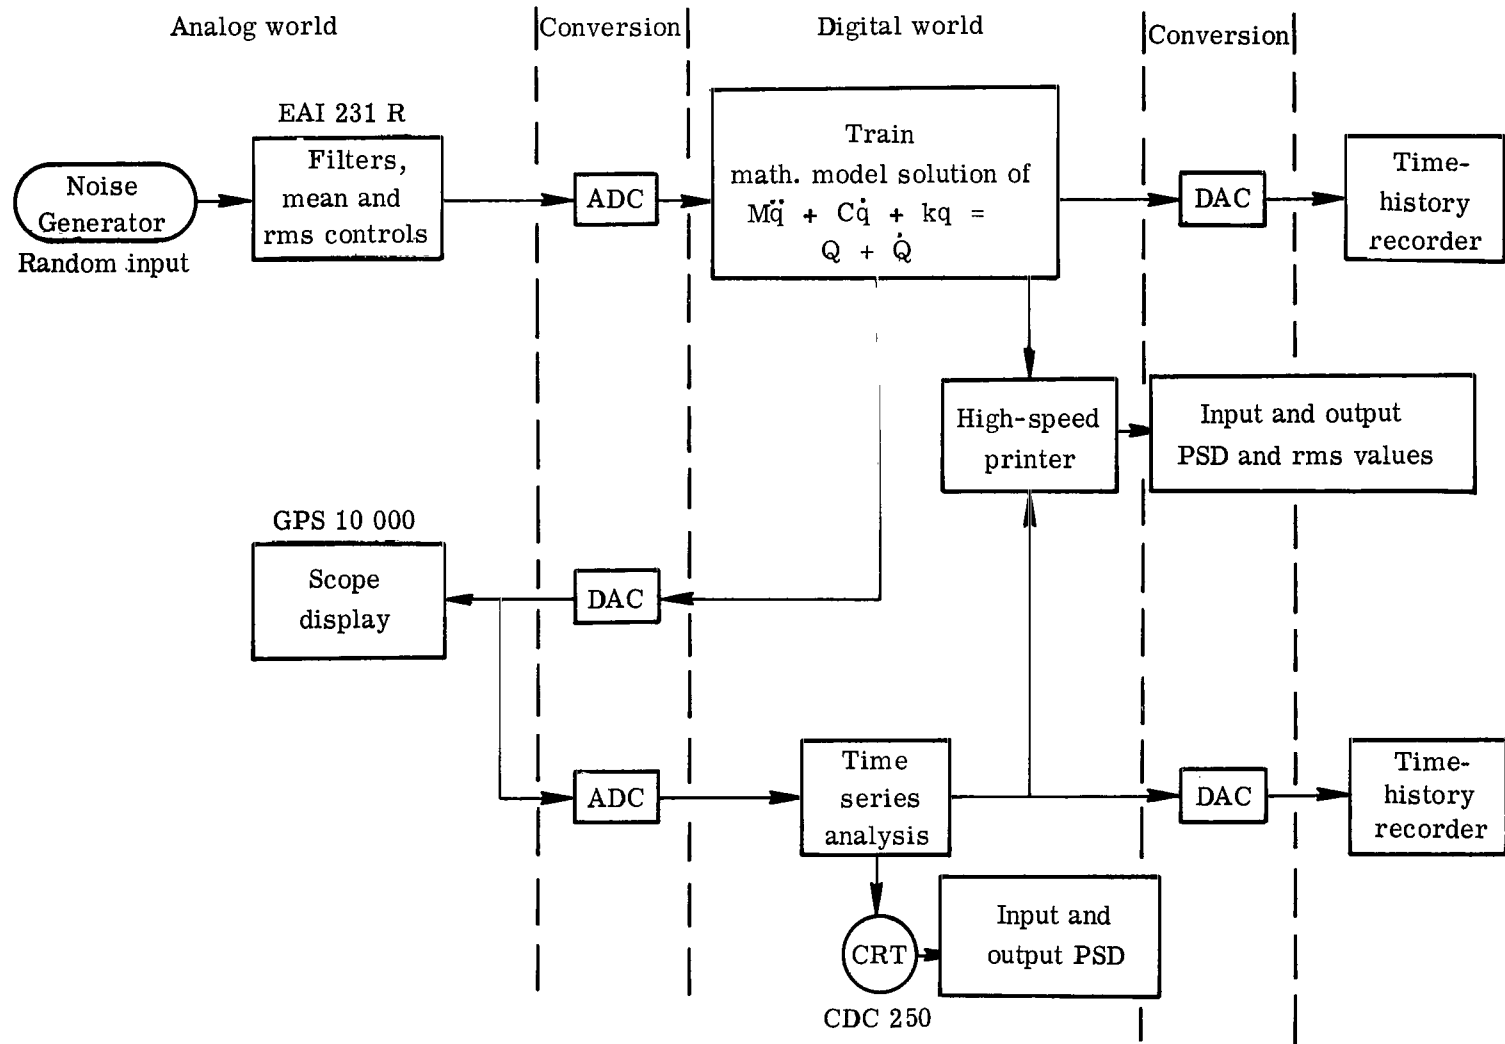 Analog world
Conversion
Digital world
Conversion
EAI 231 R
Noise
Generator
Random input
Filters,
mean and
rms controls
ADC
Train
math. model solution of
Mq̈ + Cq̇ + kq =
Q + Q̇
DAC
Time-
history
recorder
High-speed
printer
Input and output
PSD and rms values
GPS 10 000
Scope
display
DAC
ADC
Time
series
analysis
DAC
Time-
history
recorder
CRT
CDC 250
Input and
output PSD